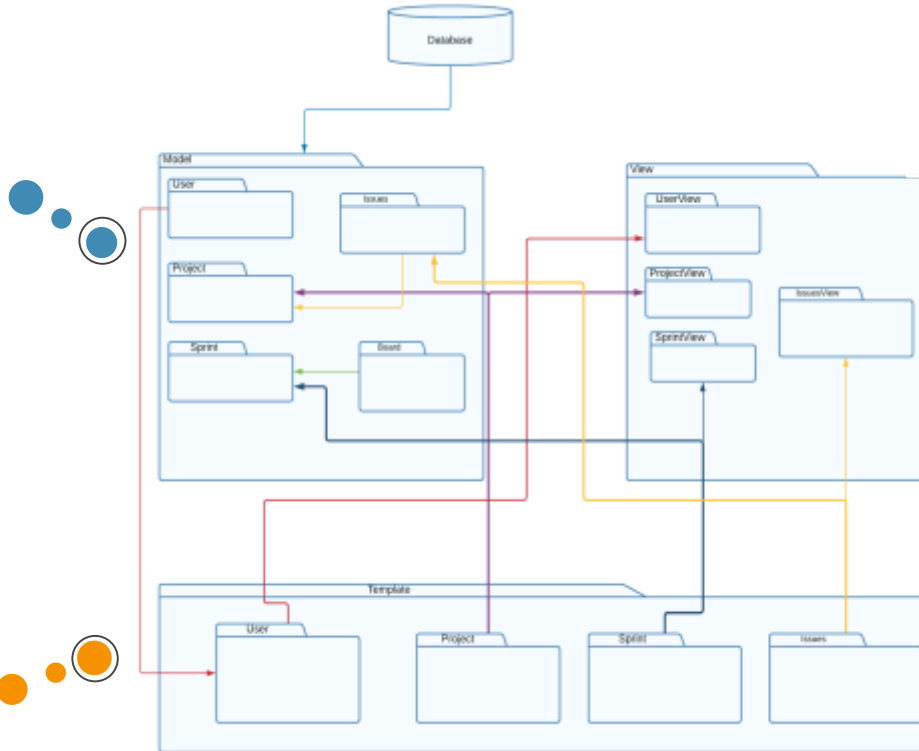 Database
Model
User
Issues
Project
Sprint
Board
View
UserView
ProjectView
IssuesView
SprintView
Template
User
Project
Sprint
Issues